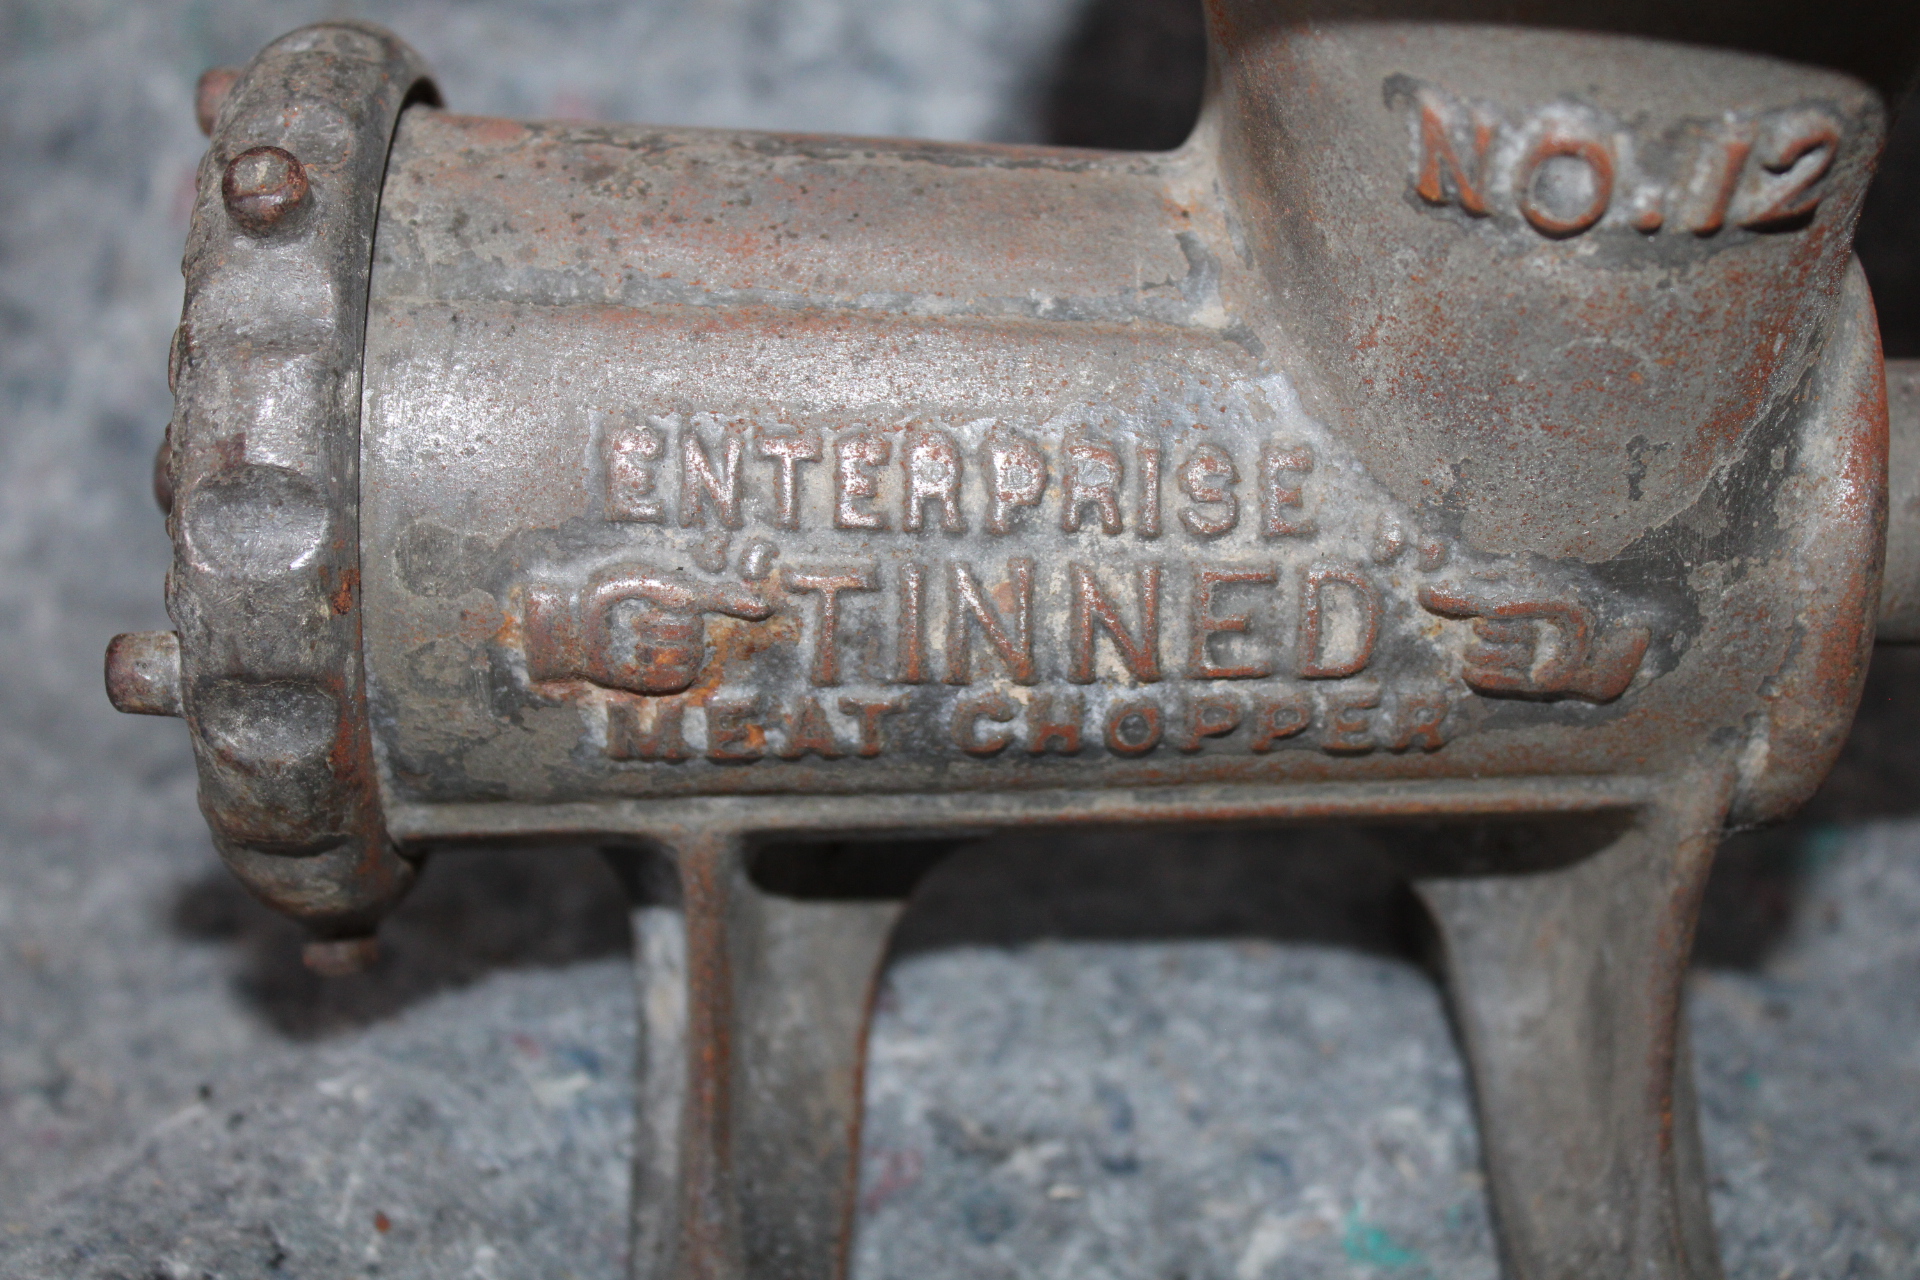 NO. 12
ENTERPRISE
"TINNED"
MEAT CHOPPER